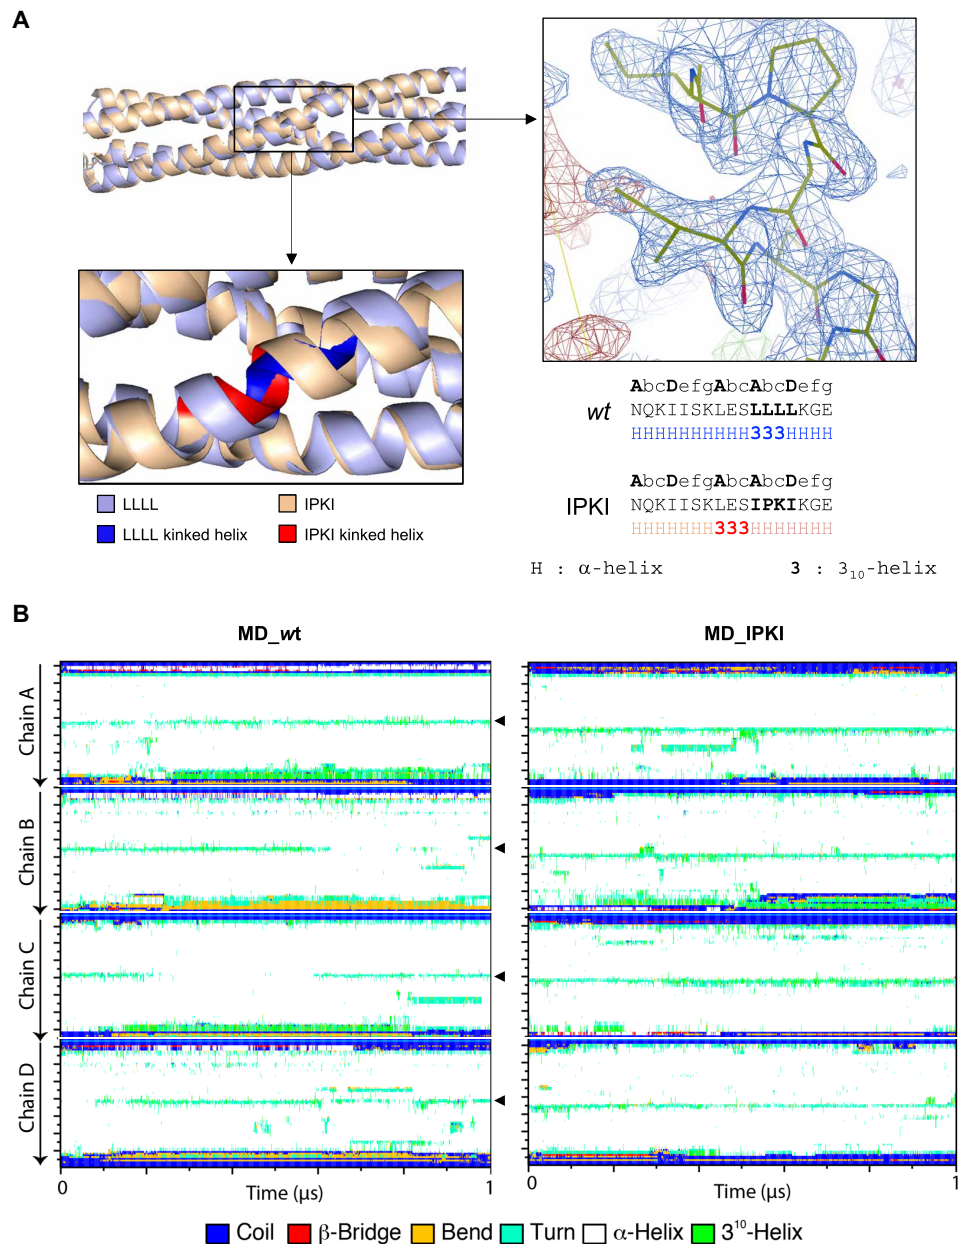 A
AbcDefgAbcAbcDefg
wt
NQKIISKLESLLLLKGE
HHHHHHHHHH333HHHH
AbcDefgAbcAbcDefg
IPKI
NQKIISKLESIPKIKGE
HHHHHHH333HHHHHHH
LLLL
IPKI
LLLL kinked helix
IPKI kinked helix
H : α-helix
3 : 3₁₀-helix
B
MD_wt
MD_IPKI
Chain A
Chain B
Chain C
Chain D
0
1
0
1
Time (µs)
Time (µs)
Coil
β-Bridge
Bend
Turn
α-Helix
3¹⁰-Helix